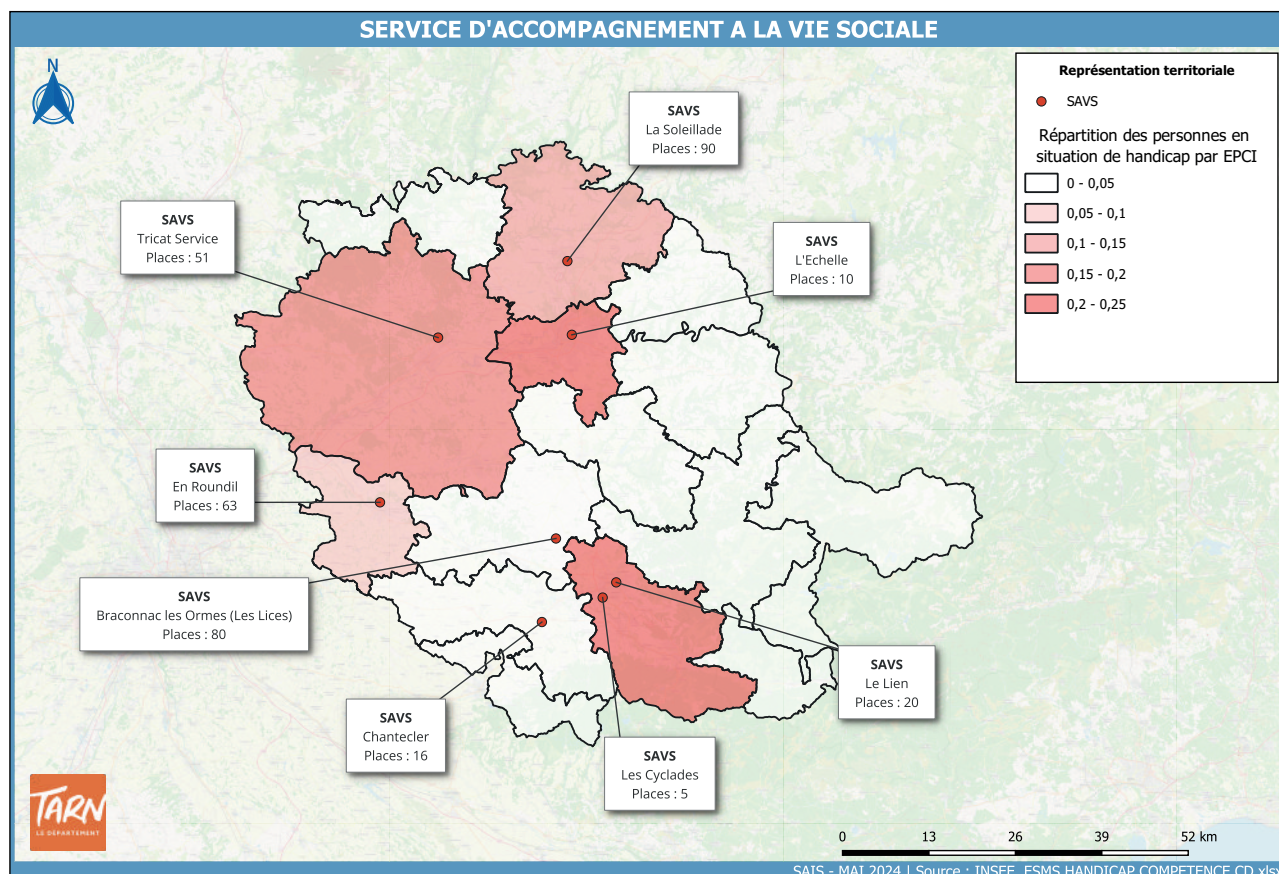 SERVICE D'ACCOMPAGNEMENT A LA VIE SOCIALE
N
Représentation territoriale
SAVS
Répartition des personnes en
situation de handicap par EPCI
0 - 0,05
0,05 - 0,1
0,1 - 0,15
0,15 - 0,2
0,2 - 0,25
SAVS
La Soleillade
Places : 90
SAVS
Tricat Service
Places : 51
SAVS
L'Echelle
Places : 10
SAVS
En Roundil
Places : 63
SAVS
Braconnac les Ormes (Les Lices)
Places : 80
SAVS
Le Lien
Places : 20
SAVS
Chantecler
Places : 16
SAVS
Les Cyclades
Places : 5
TARN
LE DÉPARTEMENT
0 13 26 39 52 km
SAIS - MAI 2024 | Source : INSEE, ESMS HANDICAP COMPETENCE CD.xlsx